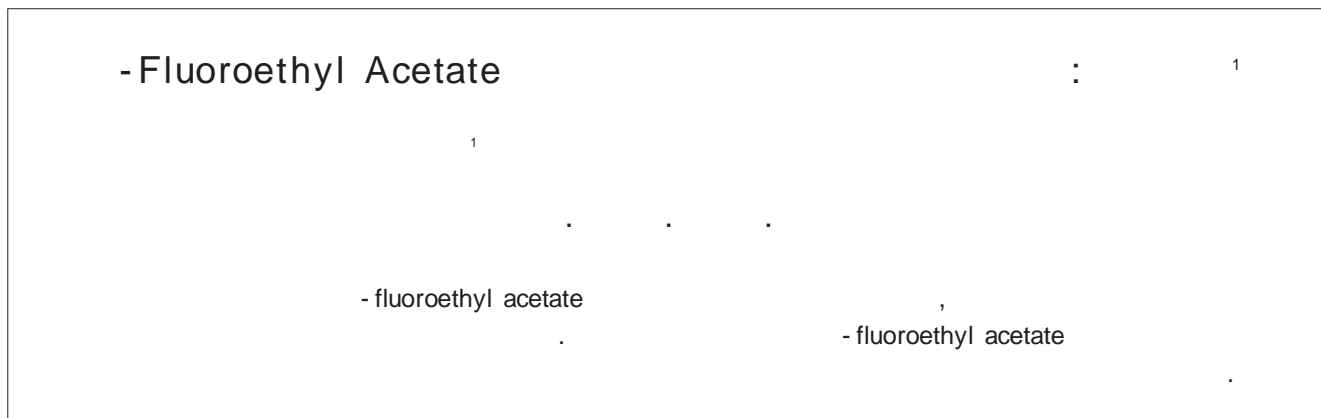 -Fluoroethyl Acetate : 1
1
. . .
-fluoroethyl acetate ,
. -fluoroethyl acetate
.